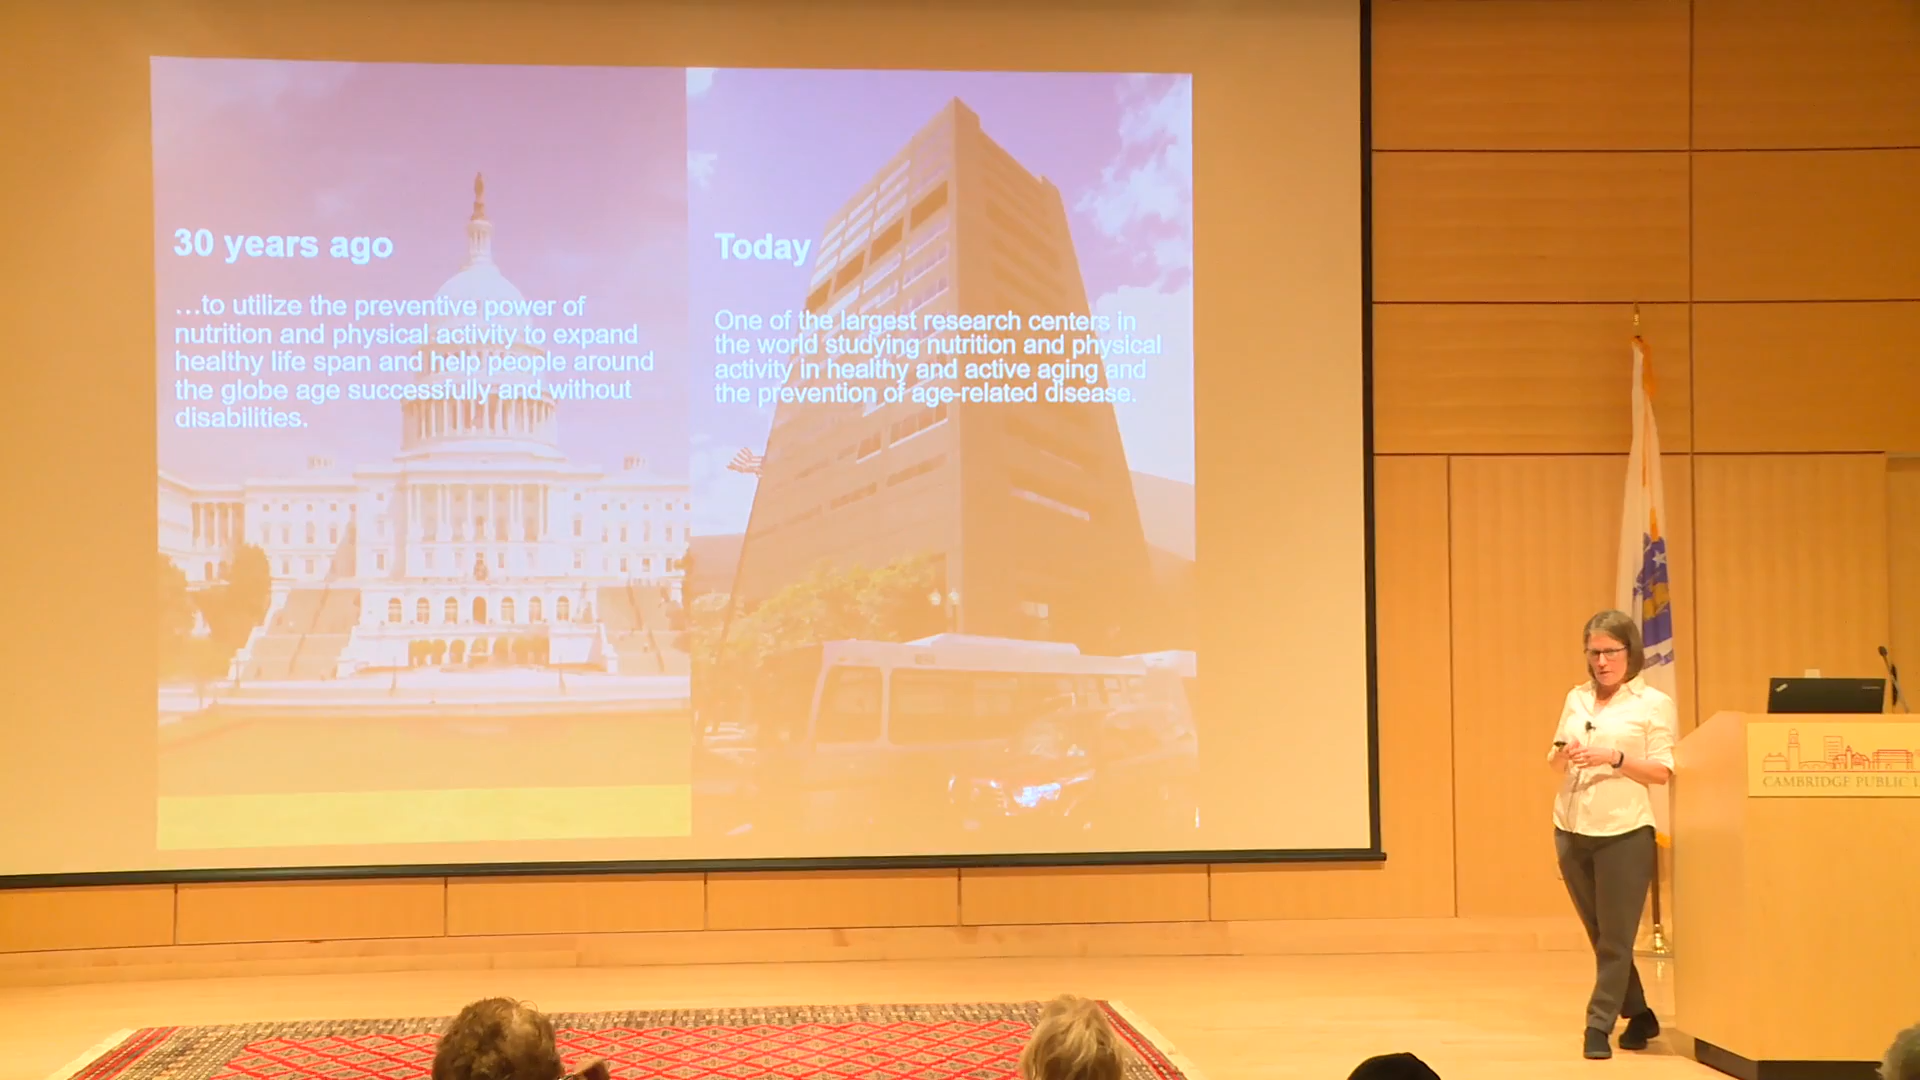 30 years ago
…to utilize the preventive power of
nutrition and physical activity to expand
healthy life span and help people around
the globe age successfully and without
disabilities.
Today
One of the largest research centers in
the world studying nutrition and physical
activity in healthy and active aging and
the prevention of age-related disease.
CAMBRIDGE PUBLIC